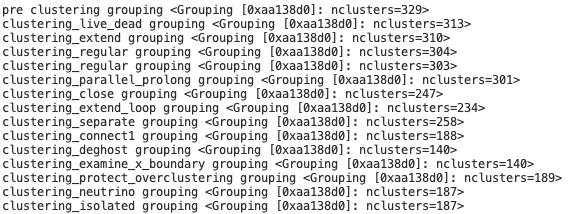 pre clustering grouping <Grouping [0xaa138d0]: nclusters=329>
clustering_live_dead grouping <Grouping [0xaa138d0]: nclusters=313>
clustering_extend grouping <Grouping [0xaa138d0]: nclusters=310>
clustering_regular grouping <Grouping [0xaa138d0]: nclusters=304>
clustering_regular grouping <Grouping [0xaa138d0]: nclusters=303>
clustering_parallel_prolong grouping <Grouping [0xaa138d0]: nclusters=301>
clustering_close grouping <Grouping [0xaa138d0]: nclusters=247>
clustering_extend_loop grouping <Grouping [0xaa138d0]: nclusters=234>
clustering_separate grouping <Grouping [0xaa138d0]: nclusters=258>
clustering_connect1 grouping <Grouping [0xaa138d0]: nclusters=188>
clustering_deghost grouping <Grouping [0xaa138d0]: nclusters=140>
clustering_examine_x_boundary grouping <Grouping [0xaa138d0]: nclusters=140>
clustering_protect_overclustering grouping <Grouping [0xaa138d0]: nclusters=189>
clustering_neutrino grouping <Grouping [0xaa138d0]: nclusters=187>
clustering_isolated grouping <Grouping [0xaa138d0]: nclusters=187>